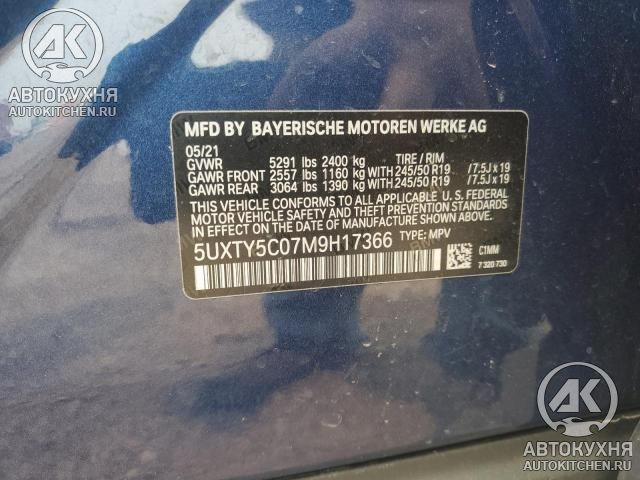 AK
АВТОКУХНЯ
AUTOKITCHEN.RU
MFD BY BAYERISCHE MOTOREN WERKE AG
05/21
GVWR 5291 lbs 2400 kg TIRE / RIM
GAWR FRONT 2557 lbs 1160 kg WITH 245/50 R19 /7.5J x 19
GAWR REAR 3064 lbs 1390 kg WITH 245/50 R19 /7.5J x 19
THIS VEHICLE CONFORMS TO ALL APPLICABLE FEDERAL
MOTOR VEHICLE SAFETY, BUMPER, AND THEFT
PREVENTION STANDARDS IN EFFECT ON THE DATE OF
MANUFACTURE SHOWN ABOVE.
5UXTY5C07M9H17366 TYPE: MPV
C1MM
7 320 730
AK
АВТОКУХНЯ
AUTOKITCHEN.RU